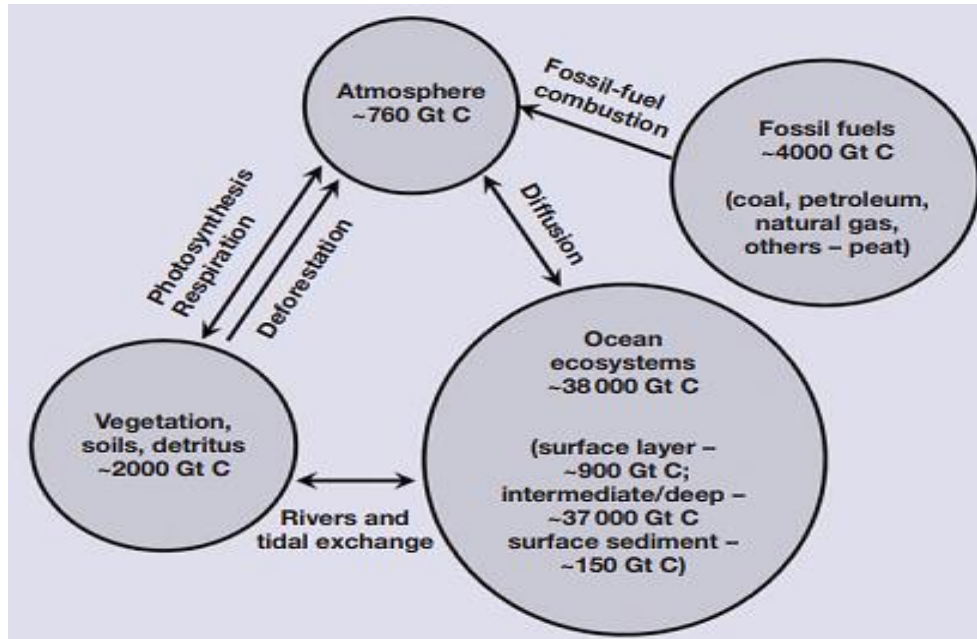 Atmosphere
~760 Gt C
Fossil-fuel
combustion
Fossil fuels
~4000 Gt C
(coal, petroleum,
natural gas,
others – peat)
Photosynthesis
Respiration
Deforestation
Diffusion
Ocean
ecosystems
~38 000 Gt C
(surface layer –
~900 Gt C;
intermediate/deep –
~37 000 Gt C
surface sediment –
~150 Gt C)
Vegetation,
soils, detritus
~2000 Gt C
Rivers and
tidal exchange